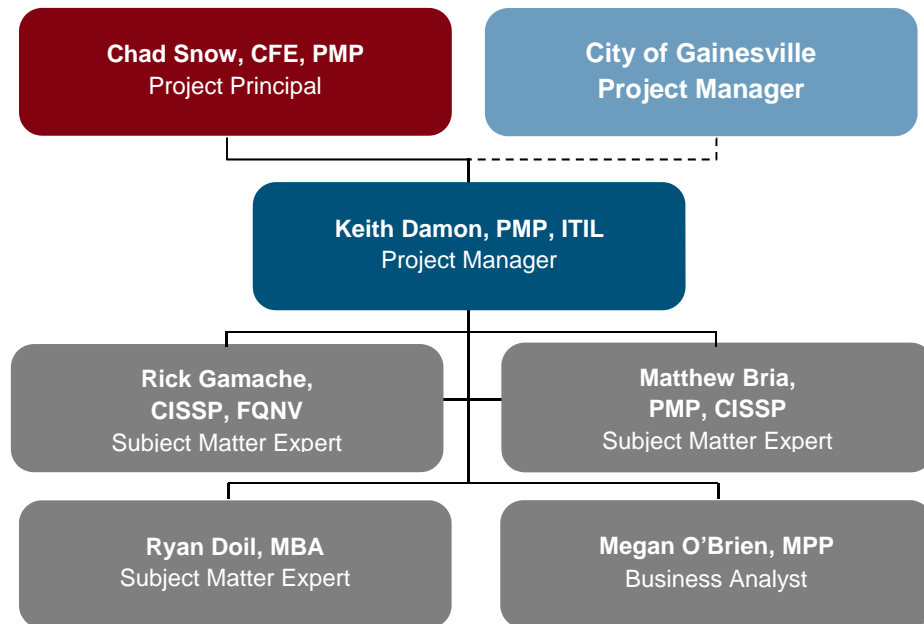 Chad Snow, CFE, PMP
Project Principal
City of Gainesville
Project Manager
Keith Damon, PMP, ITIL
Project Manager
Rick Gamache,
CISSP, FQNV
Subject Matter Expert
Matthew Bria,
PMP, CISSP
Subject Matter Expert
Ryan Doil, MBA
Subject Matter Expert
Megan O’Brien, MPP
Business Analyst